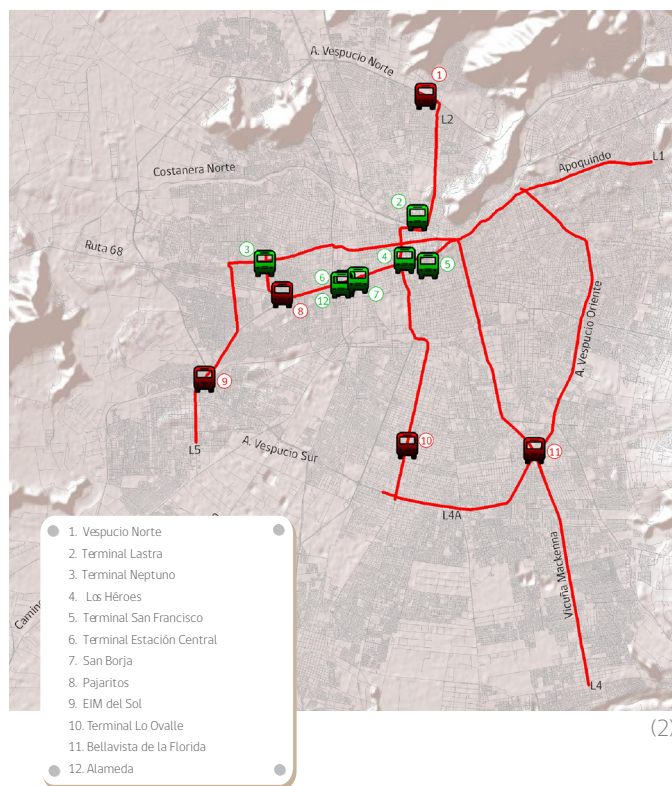 A. Vespucio Norte
1
L2
Costanera Norte
Apoquindo
L1
2
Ruta 68
3
4
5
6
12
7
8
A. Vespucio Oriente
9
10
11
L5
A. Vespucio Sur
L4A
Vicuña Mackenna
L4
1. Vespucio Norte
2. Terminal Lastra
3. Terminal Neptuno
4. Los Héroes
5. Terminal San Francisco
6. Terminal Estación Central
7. San Borja
8. Pajaritos
9. EIM del Sol
10. Terminal Lo Ovalle
11. Bellavista de la Florida
12. Alameda
(2)